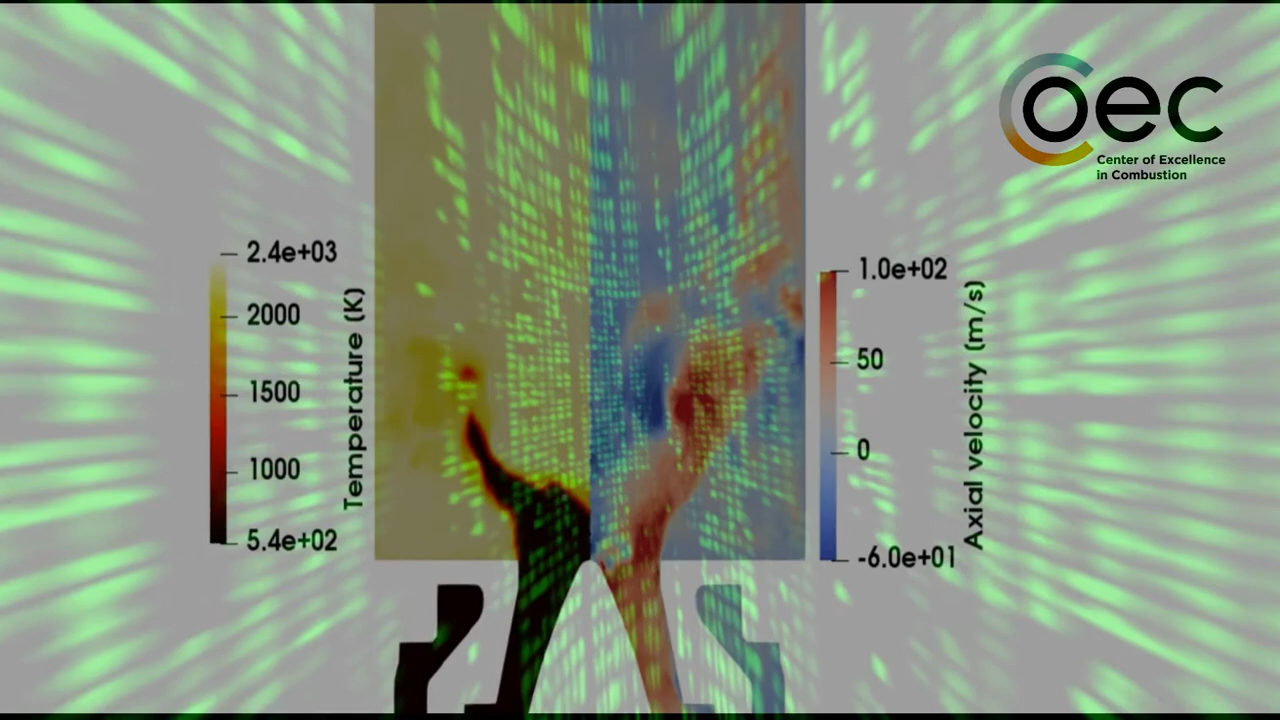 oec
Center of Excellence
in Combustion
2.4e+03
2000
1500
1000
5.4e+02
Temperature (K)
1.0e+02
50
0
-6.0e+01
Axial velocity (m/s)